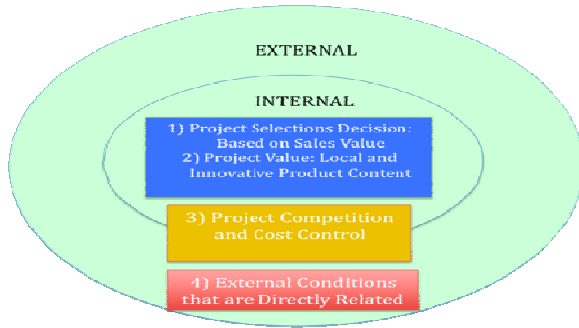 EXTERNAL
INTERNAL
1) Project Selections Decision:
Based on Sales Value
2) Project Value: Local and
Innovative Product Content
3) Project Competition
and Cost Control
4) External Conditions
that are Directly Related